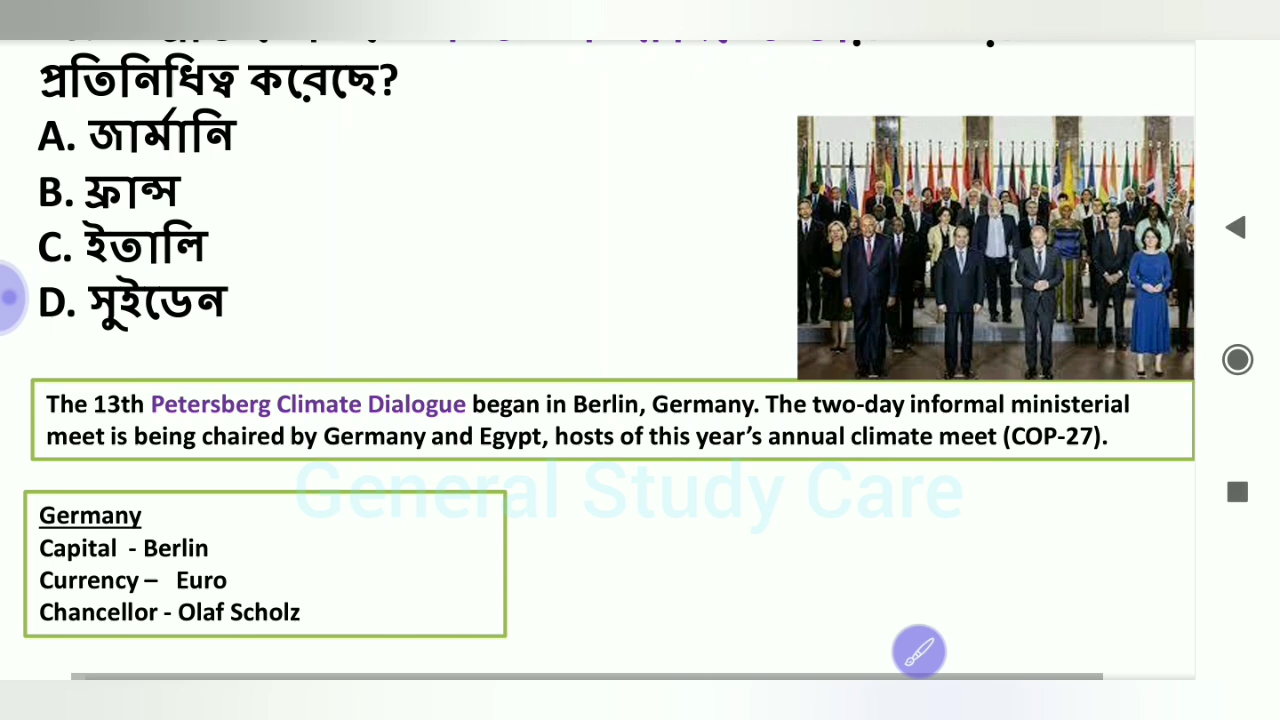 প্রতিনিধিত্ব করেছে?
A. জার্মানি
B. ফ্রান্স
C. ইতালি
D. সুইডেন
The 13th Petersberg Climate Dialogue began in Berlin, Germany. The two-day informal ministerial
meet is being chaired by Germany and Egypt, hosts of this year’s annual climate meet (COP-27).
General Study Care
Germany
Capital - Berlin
Currency – Euro
Chancellor - Olaf Scholz